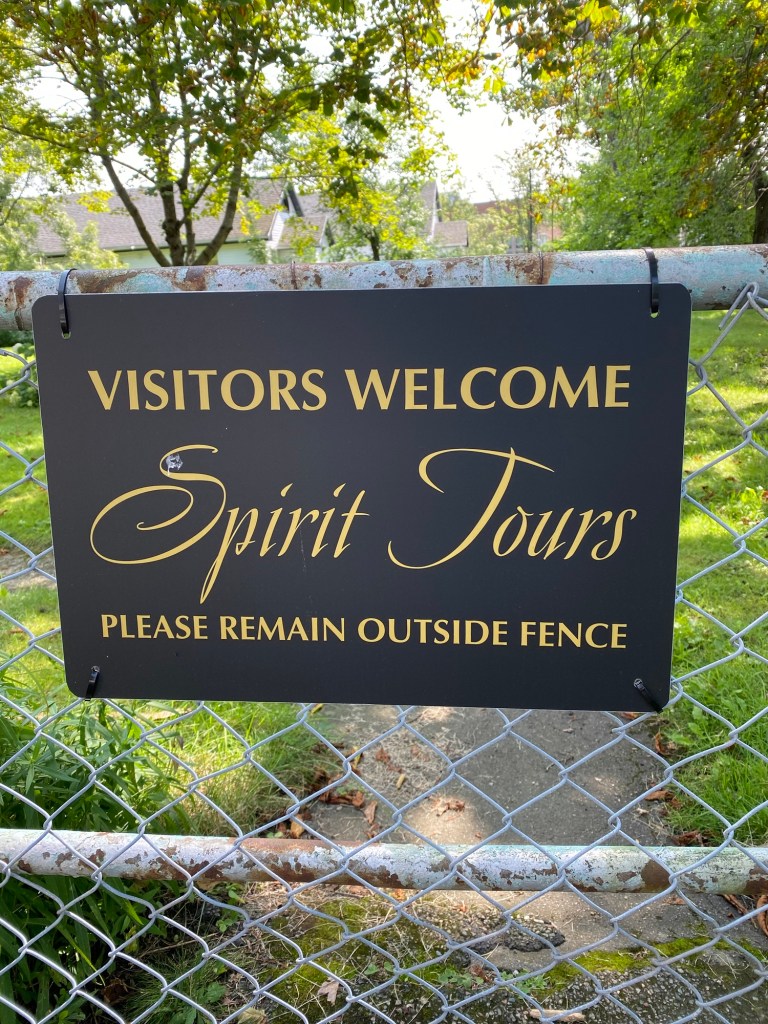 VISITORS WELCOME
Spirit Tours
PLEASE REMAIN OUTSIDE FENCE